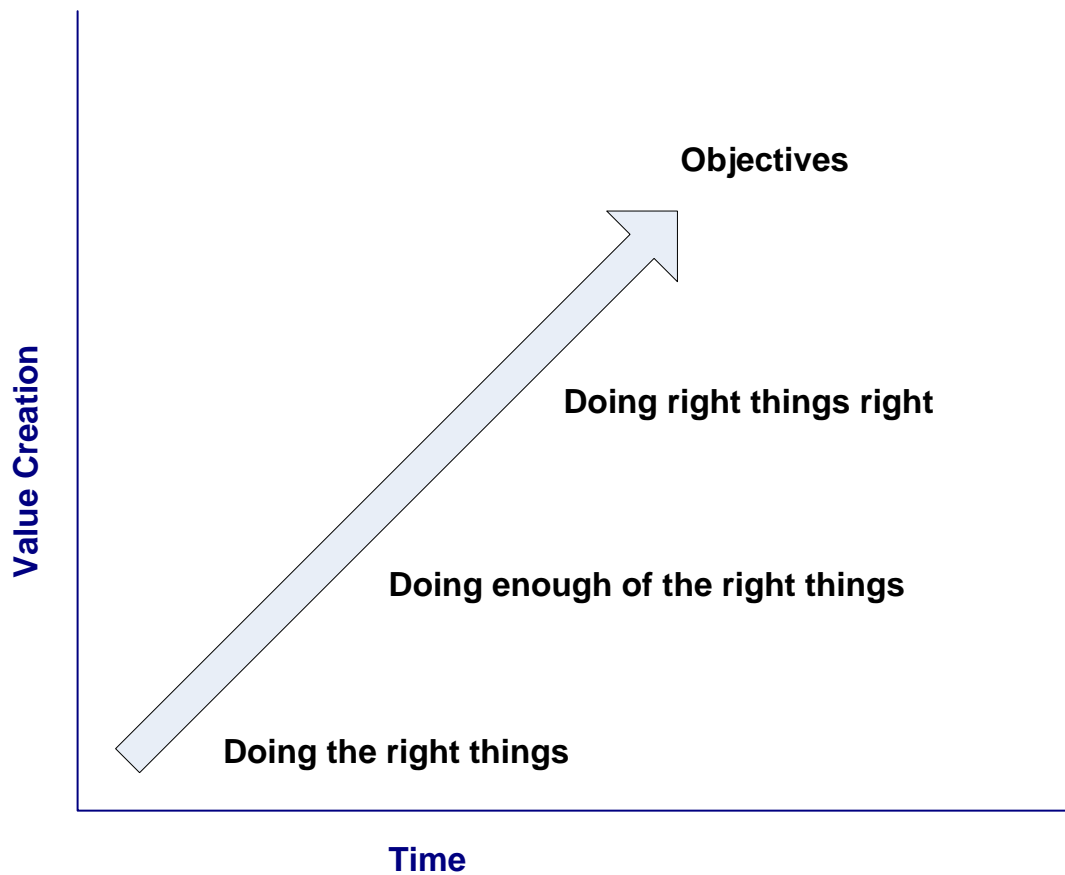 Objectives
Doing right things right
Value Creation
Doing enough of the right things
Doing the right things
Time